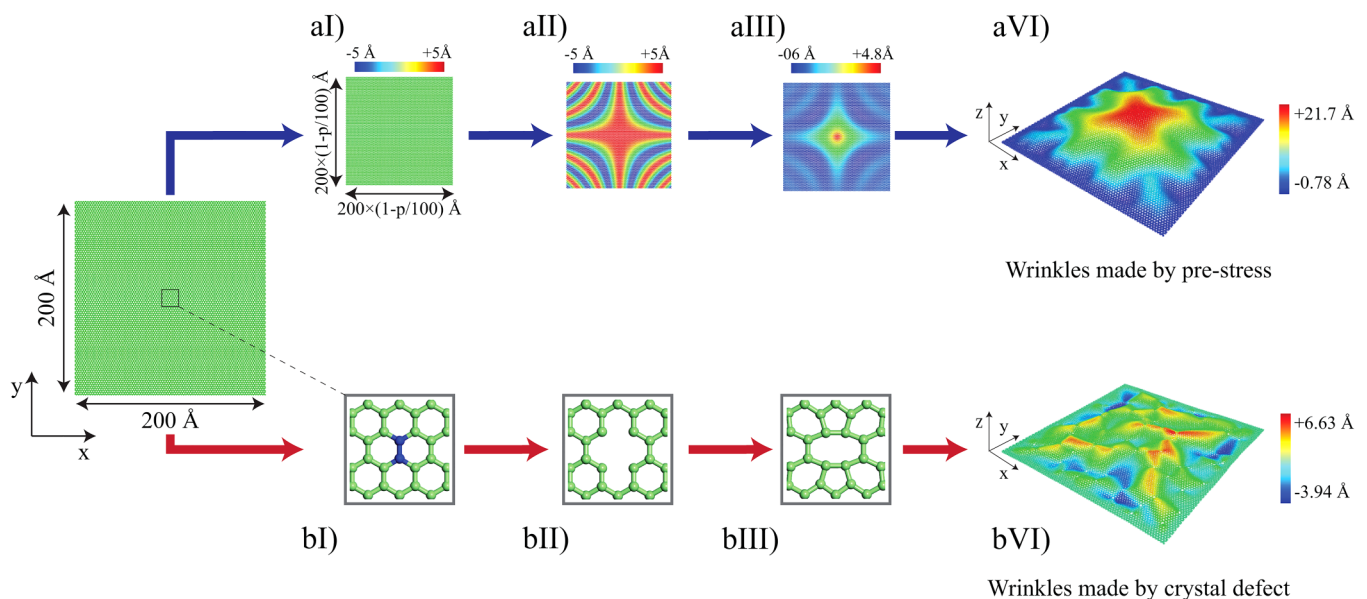 aI)
aII)
aIII)
aVI)
-5 Å
+5Å
-5 Å
+5Å
-06 Å
+4.8Å
200×(1-p/100) Å
200×(1-p/100) Å
z
y
x
+21.7 Å
-0.78 Å
Wrinkles made by pre-stress
200 Å
200 Å
y
x
z
y
x
+6.63 Å
-3.94 Å
bI)
bII)
bIII)
bVI)
Wrinkles made by crystal defect